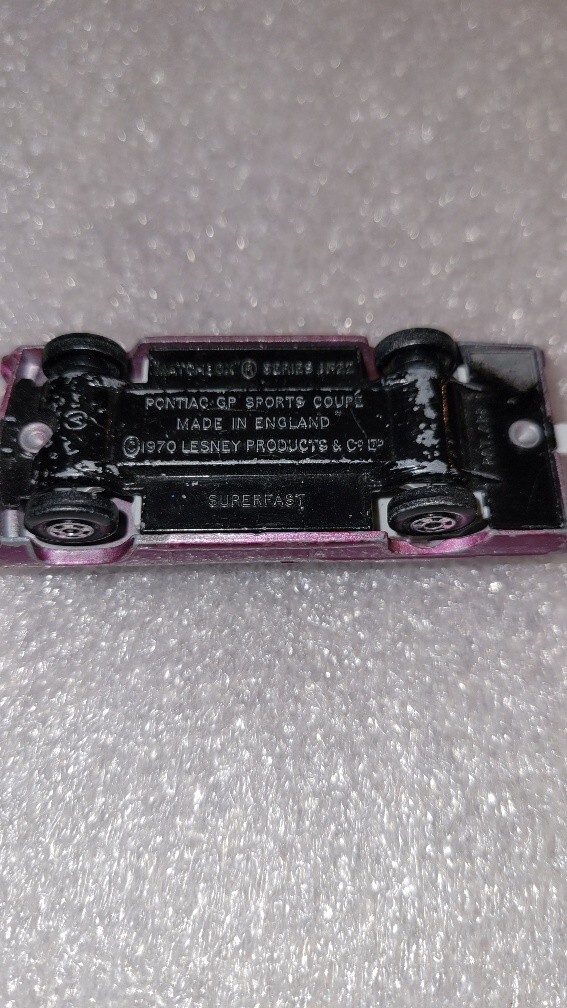 MATCHBOX ® SERIES Nº22
PONTIAC GP SPORTS COUPE
MADE IN ENGLAND
©1970 LESNEY PRODUCTS & Cº LTD
SUPERFAST